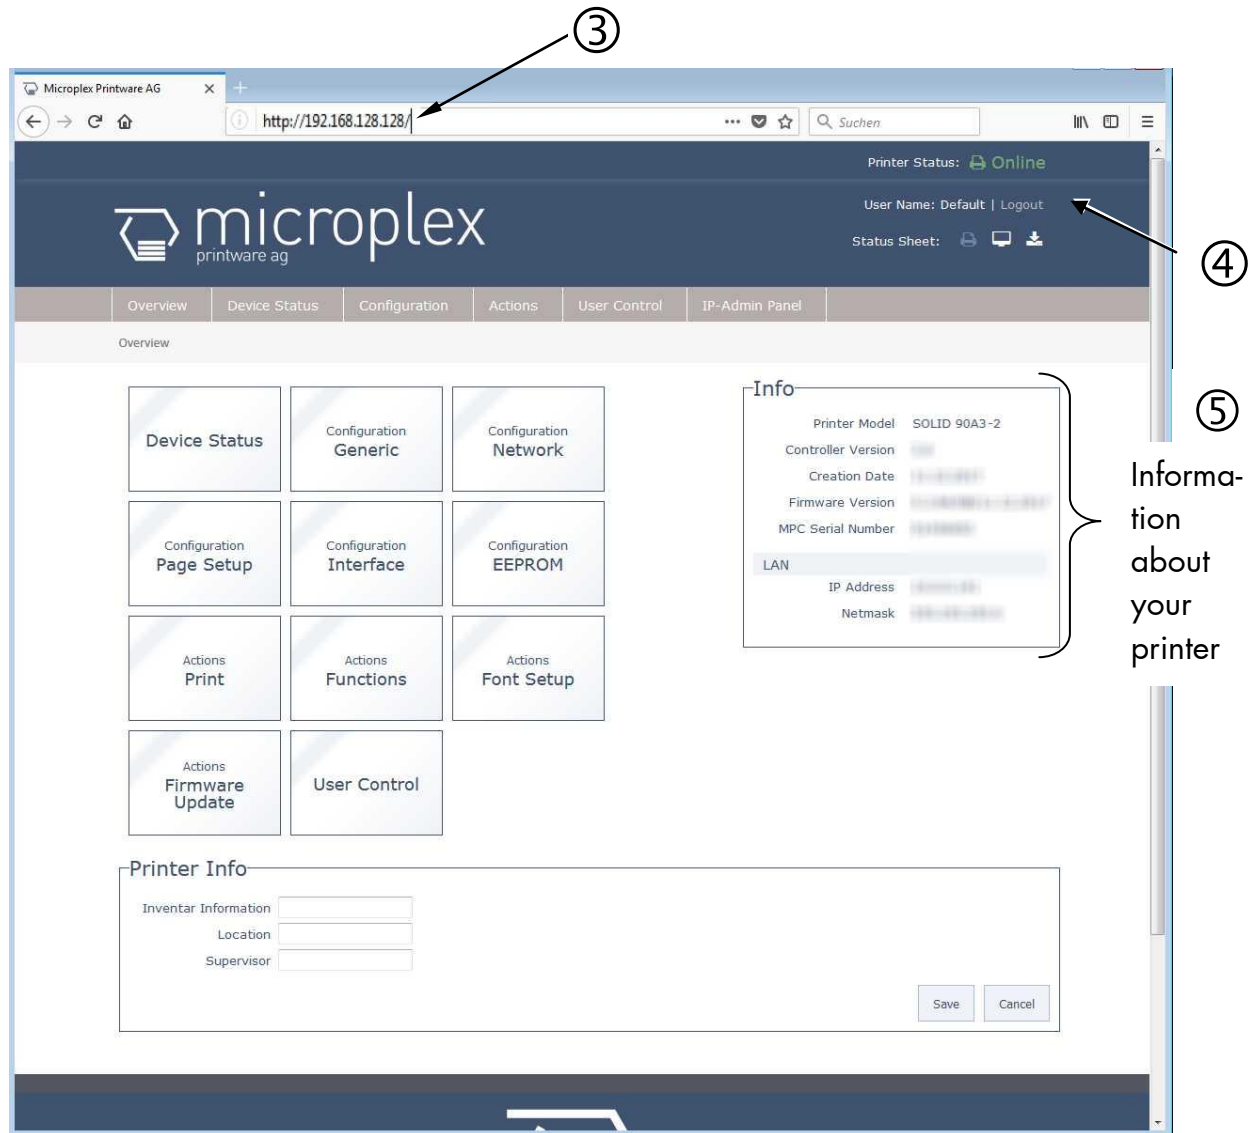 ③
Microplex Printware AG
http://192.168.128.128/
Suchen
Printer Status: Online
microplex
printware ag
User Name: Default | Logout
Status Sheet:
④
Overview Device Status Configuration Actions User Control IP-Admin Panel
Overview
Device Status
Configuration
Generic
Configuration
Network
Configuration
Page Setup
Configuration
Interface
Configuration
EEPROM
Actions
Print
Actions
Functions
Actions
Font Setup
Actions
Firmware
Update
User Control
Info
Printer Model SOLID 90A3-2
Controller Version
Creation Date
Firmware Version
MPC Serial Number
LAN
IP Address
Netmask
⑤
Informa-
tion
about
your
printer
Printer Info
Inventar Information
Location
Supervisor
Save Cancel